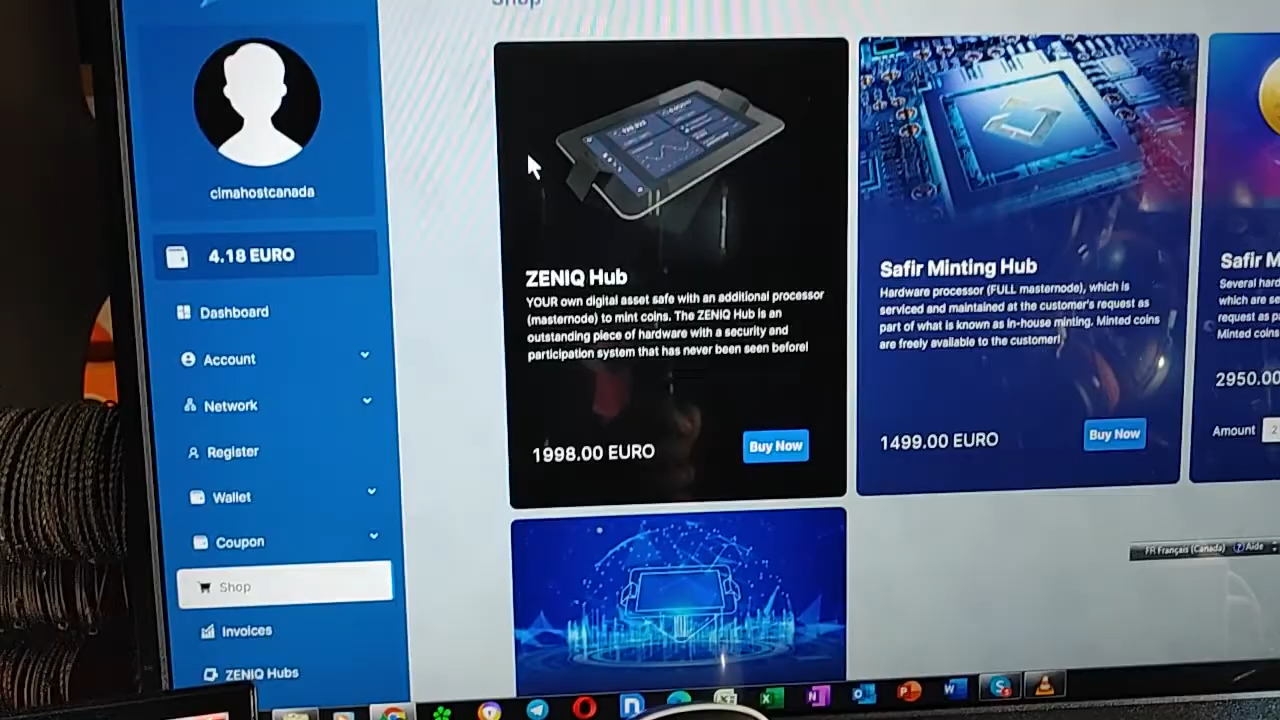 Shop
cimahostcanada
4.18 EURO
Dashboard
Account
Network
Register
Wallet
Coupon
Shop
Invoices
ZENIQ Hubs
ZENIQ Hub
YOUR own digital asset safe with an additional processor
(masternode) to mint coins. The ZENIQ Hub is an
outstanding piece of hardware with a security and
participation system that has never been seen before!
1998.00 EURO
Buy Now
Safir Minting Hub
Hardware processor (FULL masternode), which is
serviced and maintained at the customer's request as
part of what is known as in-house minting. Minted coins
are freely available to the customer!
1499.00 EURO
Buy Now
Safir M
Several hard
which are se
request as p
Minted coins
2950.00
Amount 2
FR Français (Canada) Aide